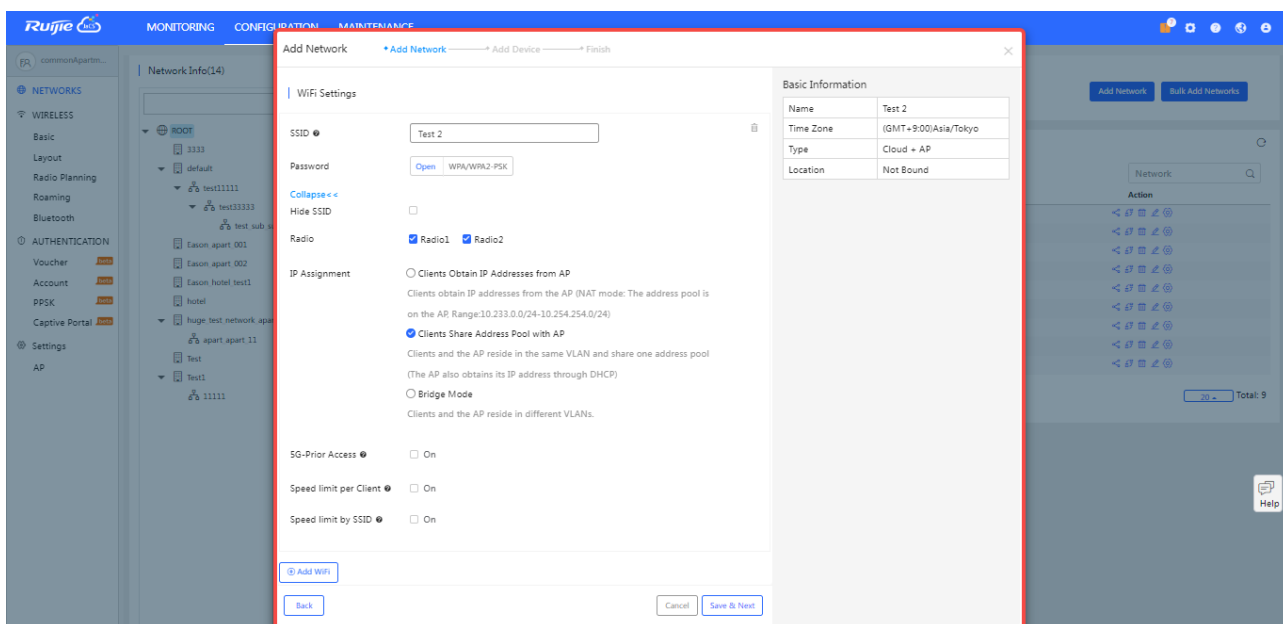 Ruijie MCS
MONITORING CONFIGURATION MAINTENANCE
commonApartm...
NETWORKS
WIRELESS
Basic
Layout
Radio Planning
Roaming
Bluetooth
AUTHENTICATION
Voucher beta
Account beta
PPSK beta
Captive Portal beta
Settings
AP
Network Info(14)
ROOT
3333
default
test11111
test33333
test_sub_s
Eason_apart_001
Eason_apart_002
Eason_hotel_test1
hotel
huge_test_network_apar
apart_apart_11
Test
Test1
11111
Add Network
Add Network Add Device Finish
WiFi Settings
SSID
Test 2
Password
Open WPA/WPA2-PSK
Collapse<<
Hide SSID
Radio
Radio1 Radio2
IP Assignment
Clients Obtain IP Addresses from AP
Clients obtain IP addresses from the AP (NAT mode: The address pool is
on the AP, Range:10.233.0.0/24-10.254.254.0/24)
Clients Share Address Pool with AP
Clients and the AP reside in the same VLAN and share one address pool
(The AP also obtains its IP address through DHCP)
Bridge Mode
Clients and the AP reside in different VLANs.
5G-Prior Access
On
Speed limit per Client
On
Speed limit by SSID
On
Add WiFi
Back
Cancel
Save & Next
Basic Information
Name Test 2
Time Zone (GMT+9:00)Asia/Tokyo
Type Cloud + AP
Location Not Bound
Add Network
Bulk Add Networks
Network
Action
20
Total: 9
Help